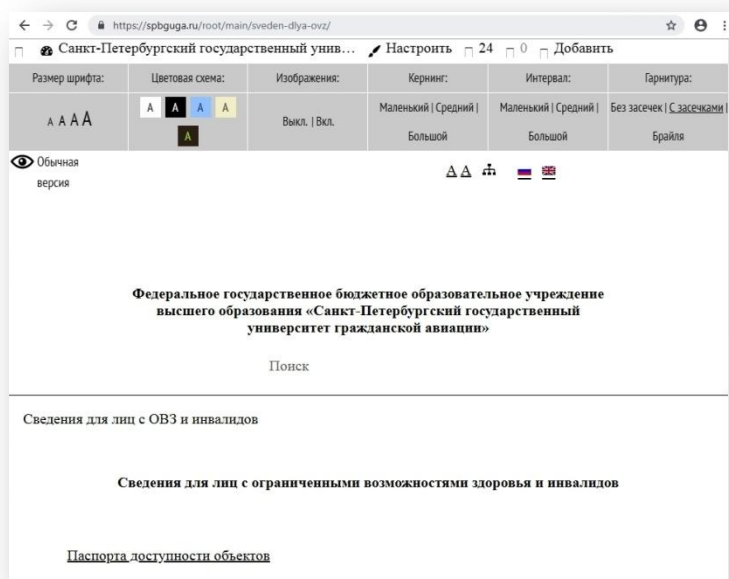 https://spbguga.ru/root/main/sveden-dlya-ovz/
Санкт-Петербургский государственный унив... Настроить 24 0 Добавить
Размер шрифта: Цветовая схема: Изображения: Кернинг: Интервал: Гарнитура:
A A A A
A A A A
A
Выкл. | Вкл.
Маленький | Средний |
Большой
Маленький | Средний |
Большой
Без засечек | С засечками |
Брайля
Обычная
версия
A A
Федеральное государственное бюджетное образовательное учреждение
высшего образования «Санкт-Петербургский государственный
университет гражданской авиации»
Поиск
Сведения для лиц с ОВЗ и инвалидов
Сведения для лиц с ограниченными возможностями здоровья и инвалидов
Паспорта доступности объектов